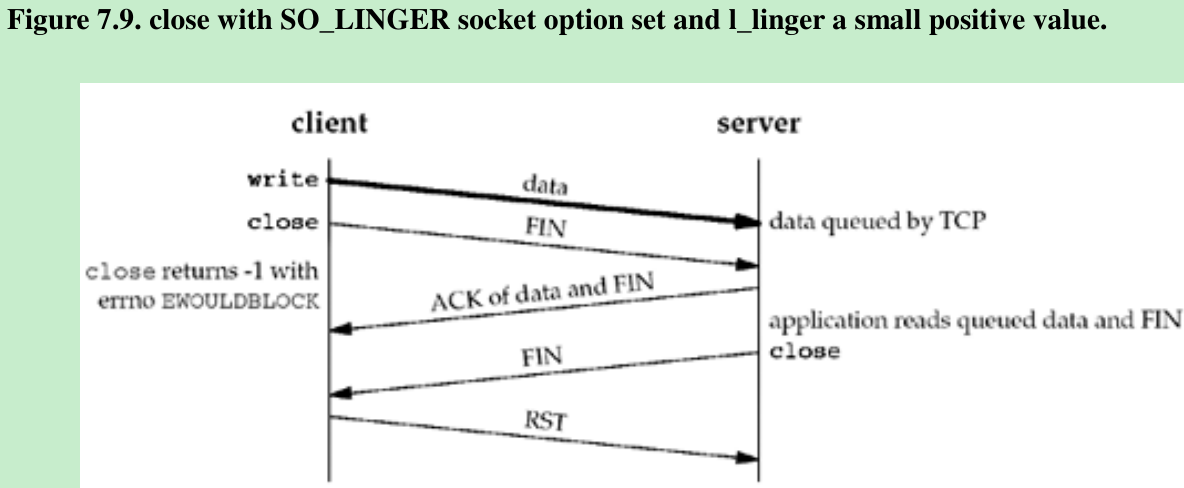 Figure 7.9. close with SO_LINGER socket option set and l_linger a small positive value.
client
server
write
data
close
FIN
data queued by TCP
close returns -1 with
errno EWOULDBLOCK
ACK of data and FIN
application reads queued data and FIN
close
FIN
RST